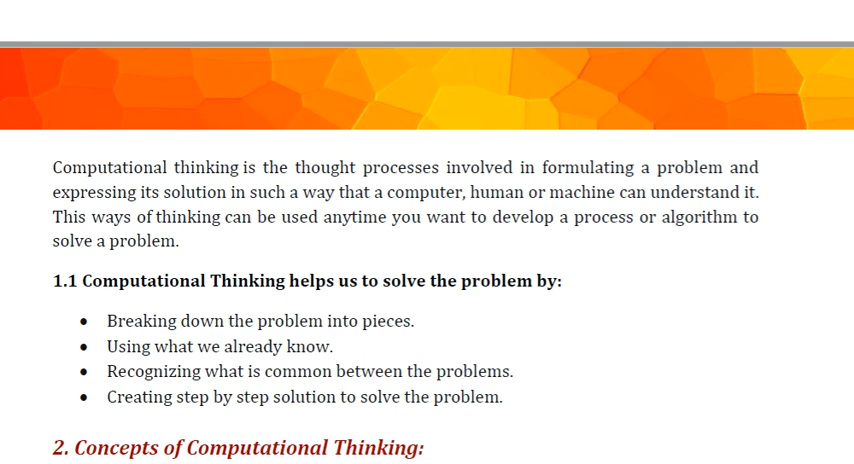 Computational thinking is the thought processes involved in formulating a problem and
expressing its solution in such a way that a computer, human or machine can understand it.
This ways of thinking can be used anytime you want to develop a process or algorithm to
solve a problem.
1.1 Computational Thinking helps us to solve the problem by:
• Breaking down the problem into pieces.
• Using what we already know.
• Recognizing what is common between the problems.
• Creating step by step solution to solve the problem.
2. Concepts of Computational Thinking: